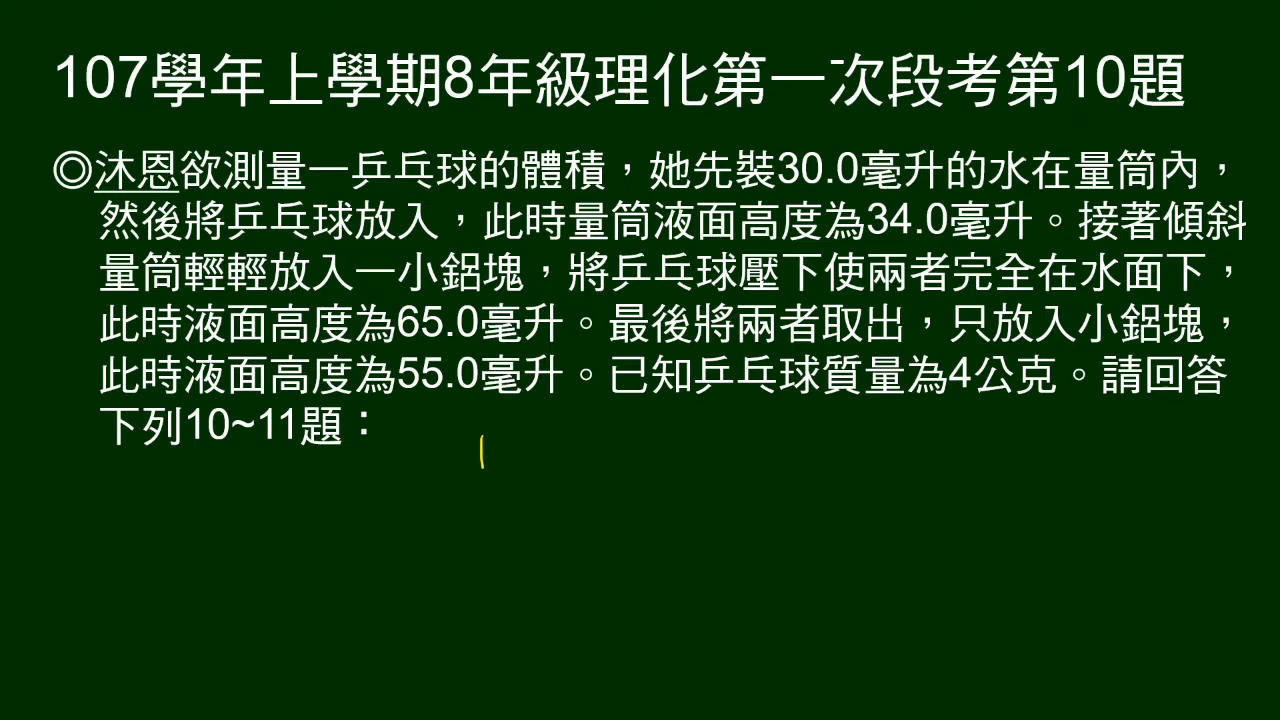 107學年上學期8年級理化第一次段考第10題
◎沐恩欲測量一乒乓球的體積，她先裝30.0毫升的水在量筒內，
然後將乒乓球放入，此時量筒液面高度為34.0毫升。接著傾斜
量筒輕輕放入一小鋁塊，將乒乓球壓下使兩者完全在水面下，
此時液面高度為65.0毫升。最後將兩者取出，只放入小鋁塊，
此時液面高度為55.0毫升。已知乒乓球質量為4公克。請回答
下列10~11題：